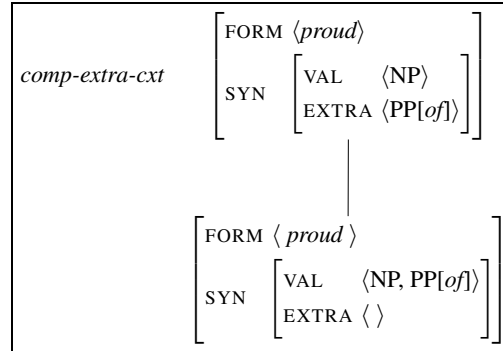 FORM ⟨proud⟩
comp-extra-cxt
SYN [VAL ⟨NP⟩
EXTRA ⟨PP[of]⟩]
FORM ⟨ proud ⟩
SYN [VAL ⟨NP, PP[of]⟩
EXTRA ⟨ ⟩]